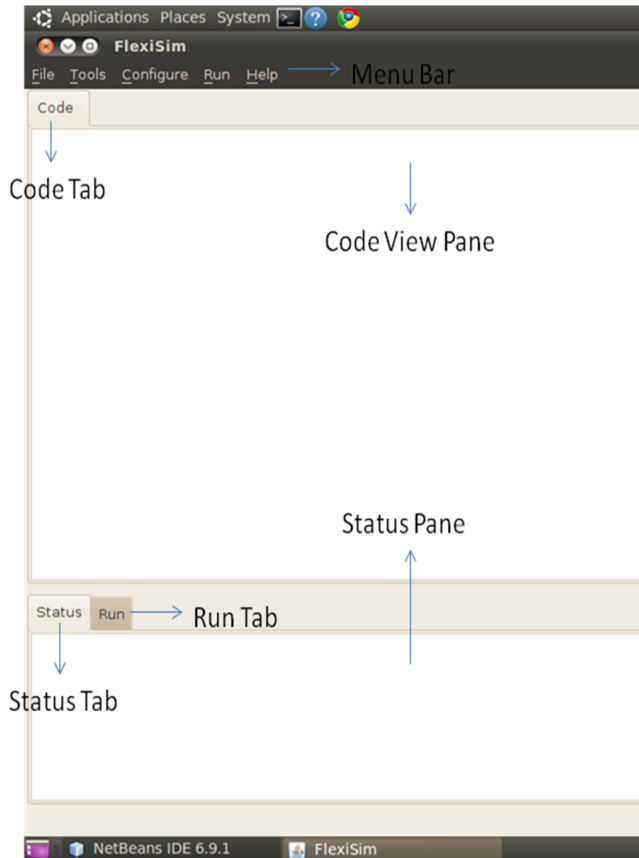 Applications Places System
FlexiSim
File Tools Configure Run Help
Menu Bar
Code
Code Tab
Code View Pane
Status Pane
Status Run
Run Tab
Status Tab
NetBeans IDE 6.9.1 FlexiSim